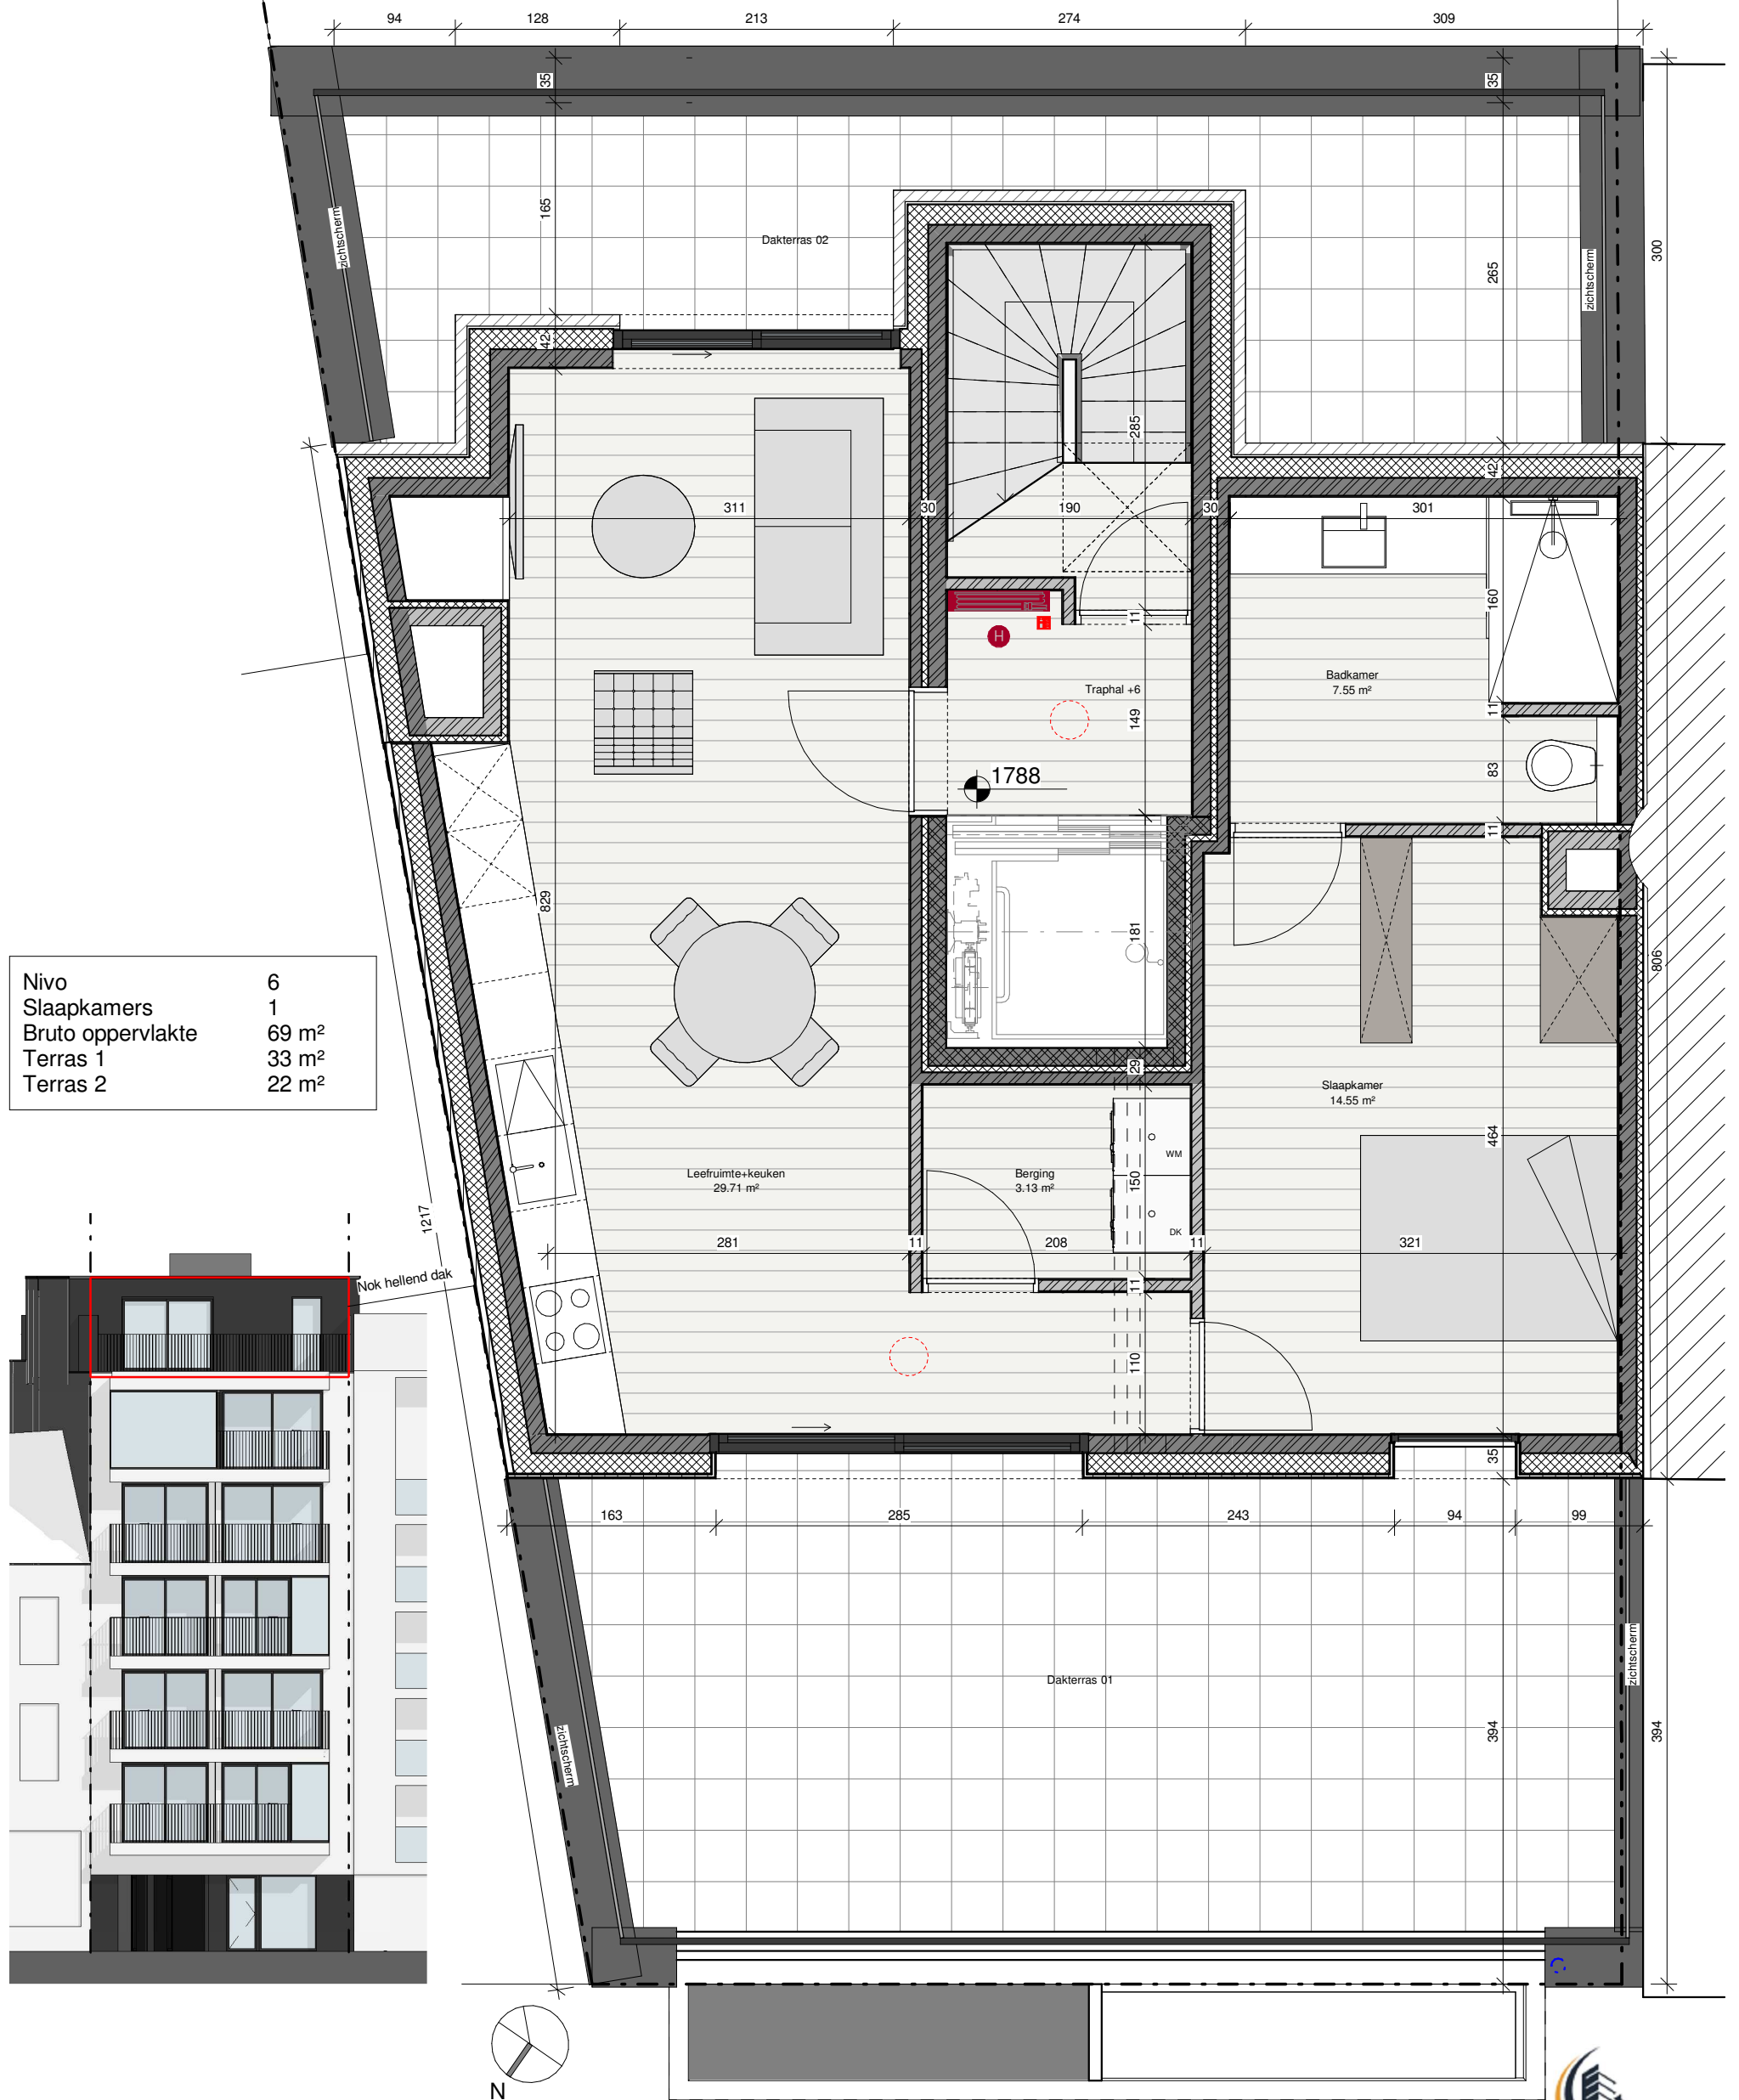 94 128 213 274 309
35 35
zichtscherm
165
Dakterras 02
265
zichtscherm
300
42
285
42
311 30 190 30 301
160
11
H
Badkamer
7.55 m²
Traphal +6
149
11
1788
83
11
829
181
806
Nivo 6
Slaapkamers 1
Bruto oppervlakte 69 m²
Terras 1 33 m²
Terras 2 22 m²
29
Slaapkamer
14.55 m²
464
WM
Leefruimte+keuken
29.71 m²
Berging
3.13 m²
150
DK
1217
281 11 208 11 321
Nok hellend dak
11
110
35
163 285 243 94 99
zichtscherm
Dakterras 01
394
394
zichtscherm
N